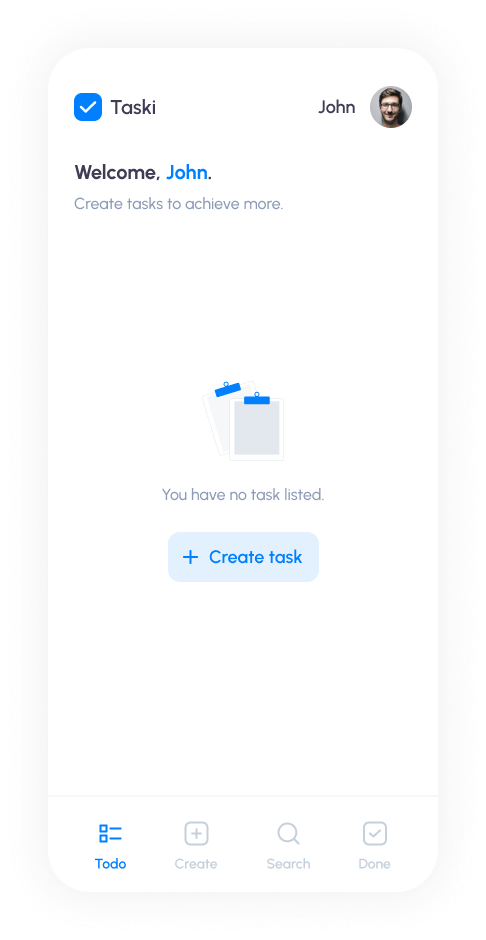 Taski
John
Welcome, John.
Create tasks to achieve more.
You have no task listed.
+ Create task
Todo
Create
Search
Done